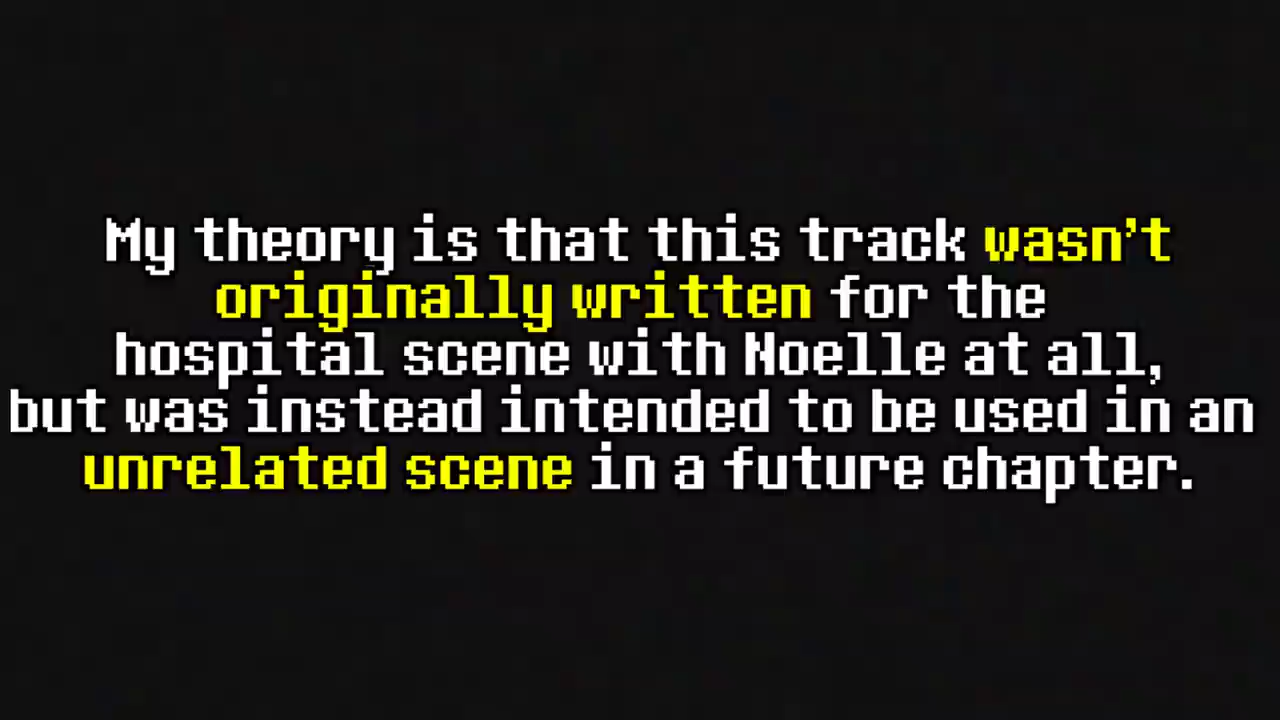 My theory is that this track wasn't
originally written for the
hospital scene with Noelle at all,
but was instead intended to be used in an
unrelated scene in a future chapter.